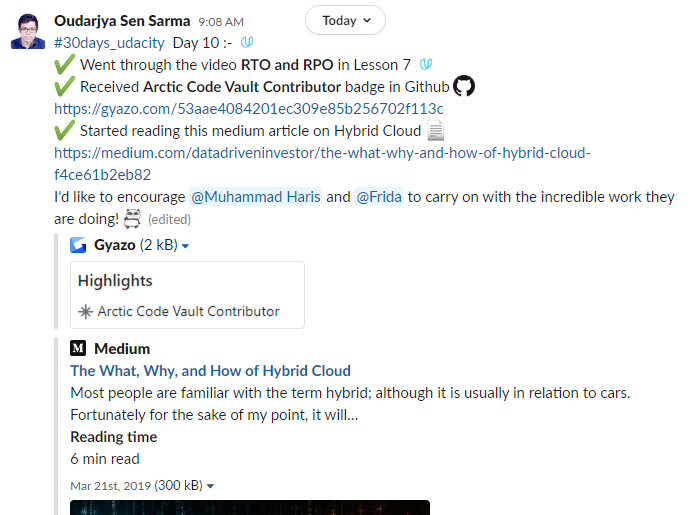 Today
Oudarjya Sen Sarma 9:08 AM
#30days_udacity Day 10 :-
Went through the video RTO and RPO in Lesson 7
Received Arctic Code Vault Contributor badge in Github
https://gyazo.com/53aae4084201ec309e85b256702f113c
Started reading this medium article on Hybrid Cloud
https://medium.com/datadriveninvestor/the-what-why-and-how-of-hybrid-cloud-
f4ce61b2eb82
I'd like to encourage @Muhammad Haris and @Frida to carry on with the incredible work they
are doing! (edited)
Gyazo (2 kB)
Highlights
Arctic Code Vault Contributor
M Medium
The What, Why, and How of Hybrid Cloud
Most people are familiar with the term hybrid; although it is usually in relation to cars.
Fortunately for the sake of my point, it will...
Reading time
6 min read
Mar 21st, 2019 (300 kB)